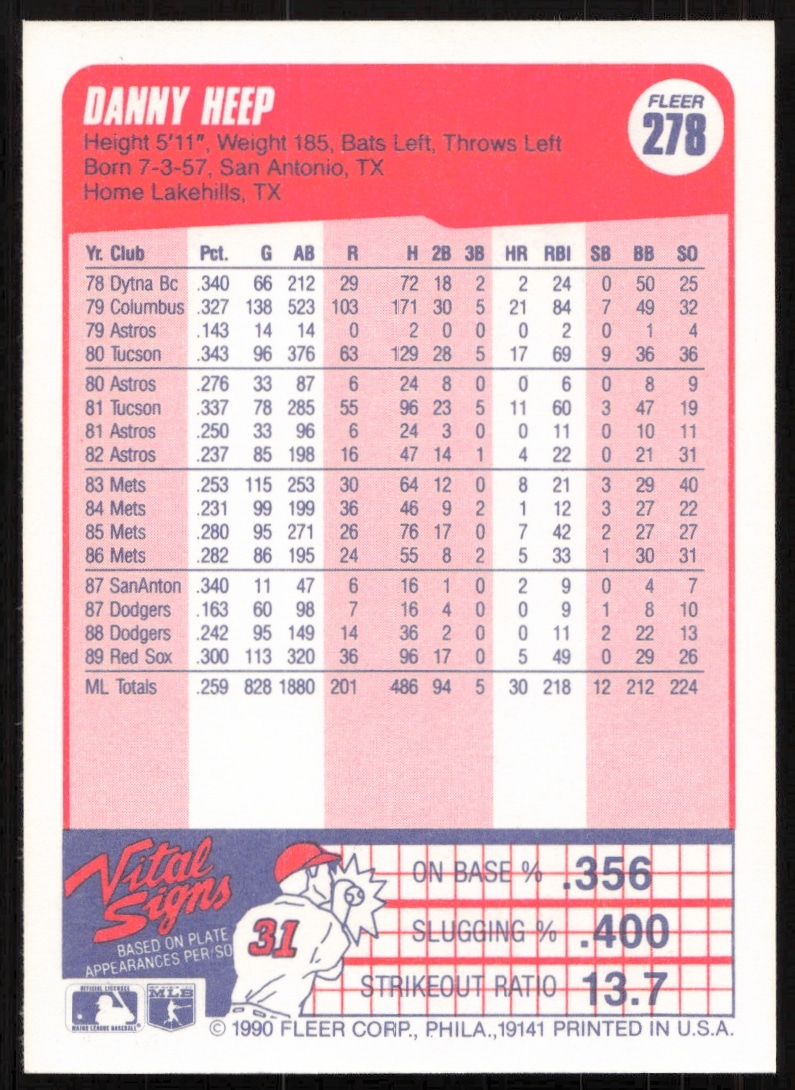 DANNY HEEP
FLEER
278
Height 5'11", Weight 185, Bats Left, Throws Left
Born 7-3-57, San Antonio, TX
Home Lakehills, TX
Yr. Club Pct. G AB R H 2B 3B HR RBI SB BB SO
78 Dytna Bc .340 66 212 29 72 18 2 2 24 0 50 25
79 Columbus .327 138 523 103 171 30 5 21 84 7 49 32
79 Astros .143 14 14 0 2 0 0 0 2 0 1 4
80 Tucson .343 96 376 63 129 28 5 17 69 9 36 36
80 Astros .276 33 87 6 24 8 0 0 6 0 8 9
81 Tucson .337 78 285 55 96 23 5 11 60 3 47 19
81 Astros .250 33 96 6 24 3 0 0 11 0 10 11
82 Astros .237 85 198 16 47 14 1 4 22 0 21 31
83 Mets .253 115 253 30 64 12 0 8 21 3 29 40
84 Mets .231 99 199 36 46 9 2 1 12 3 27 22
85 Mets .280 95 271 26 76 17 0 7 42 2 27 27
86 Mets .282 86 195 24 55 8 2 5 33 1 30 31
87 SanAnton .340 11 47 6 16 1 0 2 9 0 4 7
87 Dodgers .163 60 98 7 16 4 0 0 9 1 8 10
88 Dodgers .242 95 149 14 36 2 0 0 11 2 22 13
89 Red Sox .300 113 320 36 96 17 0 5 49 0 29 26
ML Totals .259 828 1880 201 486 94 5 30 218 12 212 224
Vital
Signs
BASED ON PLATE
APPEARANCES PER/SO
31
ON BASE % .356
SLUGGING % .400
STRIKEOUT RATIO 13.7
OFFICIAL LICENSEE
MAJOR LEAGUE BASEBALL
MLB
© 1990 FLEER CORP., PHILA.,19141 PRINTED IN U.S.A.